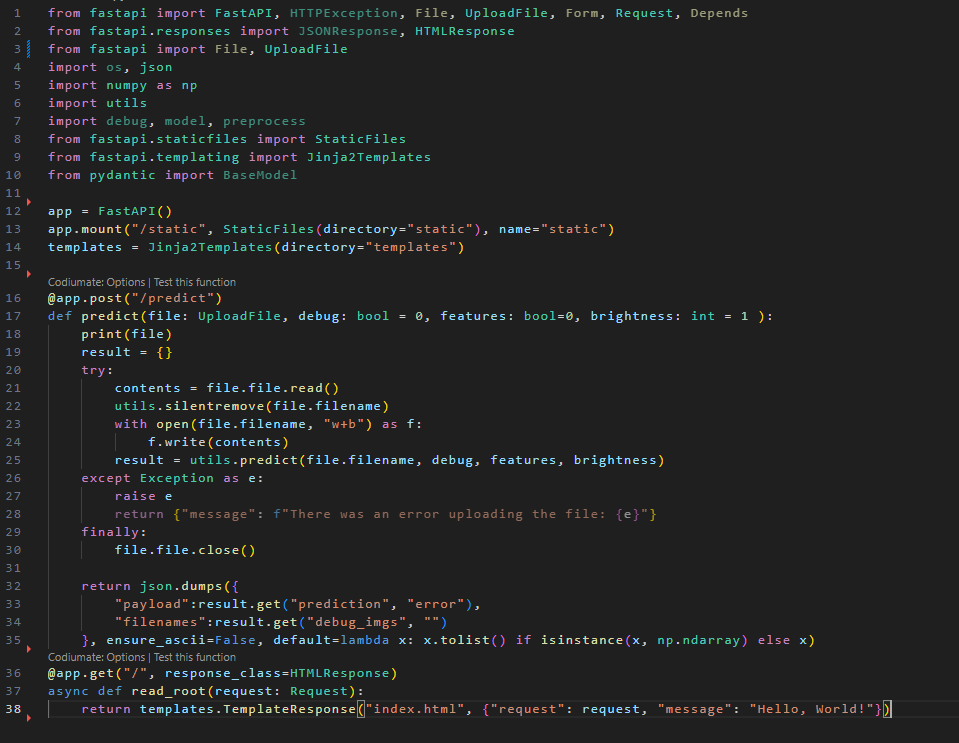 1 from fastapi import FastAPI, HTTPException, File, UploadFile, Form, Request, Depends
2 from fastapi.responses import JSONResponse, HTMLResponse
3 from fastapi import File, UploadFile
4 import os, json
5 import numpy as np
6 import utils
7 import debug, model, preprocess
8 from fastapi.staticfiles import StaticFiles
9 from fastapi.templating import Jinja2Templates
10 from pydantic import BaseModel
11
12 app = FastAPI()
13 app.mount("/static", StaticFiles(directory="static"), name="static")
14 templates = Jinja2Templates(directory="templates")
15
Codiumate: Options | Test this function
16 @app.post("/predict")
17 def predict(file: UploadFile, debug: bool = 0, features: bool=0, brightness: int = 1 ):
18     print(file)
19     result = {}
20     try:
21         contents = file.file.read()
22         utils.silentremove(file.filename)
23         with open(file.filename, "w+b") as f:
24             f.write(contents)
25         result = utils.predict(file.filename, debug, features, brightness)
26     except Exception as e:
27         raise e
28         return {"message": f"There was an error uploading the file: {e}"}
29     finally:
30         file.file.close()
31
32     return json.dumps({
33         "payload":result.get("prediction", "error"),
34         "filenames":result.get("debug_imgs", "")
35     }, ensure_ascii=False, default=lambda x: x.tolist() if isinstance(x, np.ndarray) else x)
Codiumate: Options | Test this function
36 @app.get("/", response_class=HTMLResponse)
37 async def read_root(request: Request):
38     return templates.TemplateResponse("index.html", {"request": request, "message": "Hello, World!"})